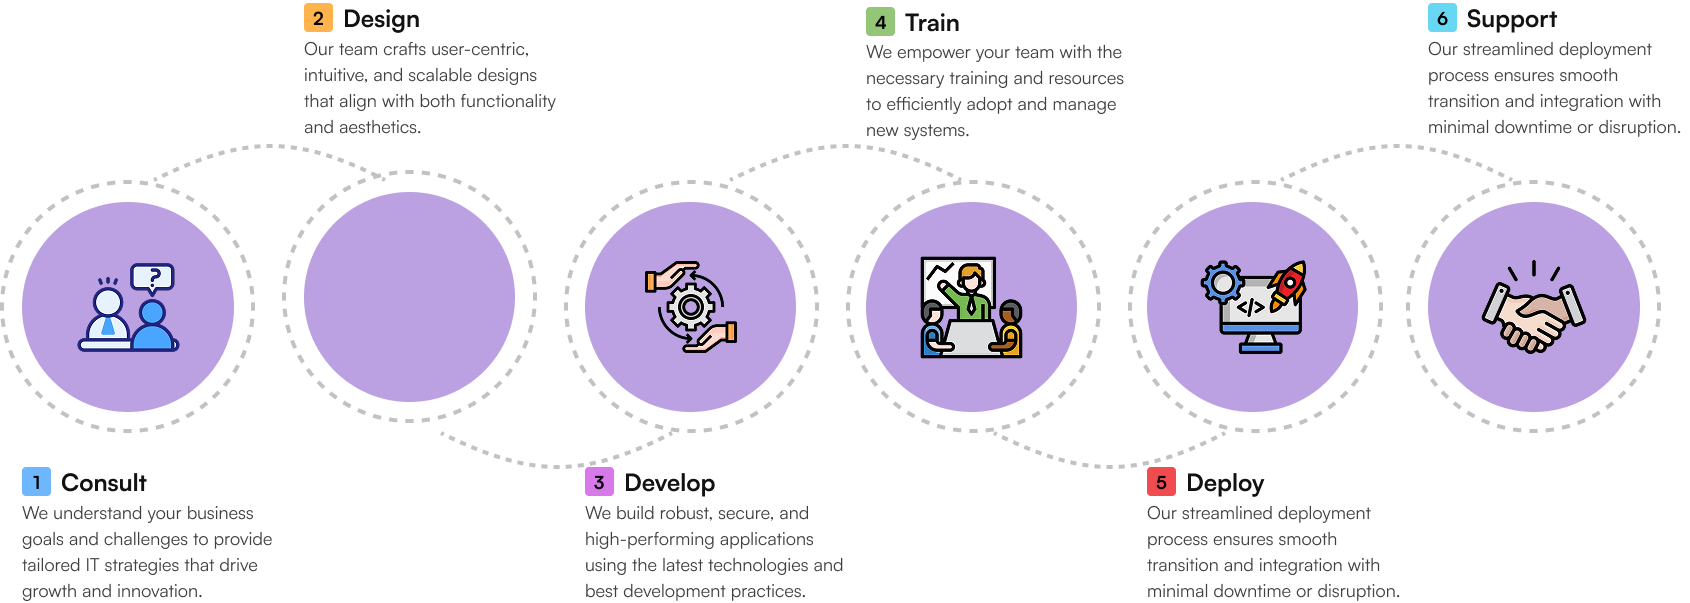 2 Design
Our team crafts user-centric,
intuitive, and scalable designs
that align with both functionality
and aesthetics.
4 Train
We empower your team with the
necessary training and resources
to efficiently adopt and manage
new systems.
6 Support
Our streamlined deployment
process ensures smooth
transition and integration with
minimal downtime or disruption.
?
</>
1 Consult
We understand your business
goals and challenges to provide
tailored IT strategies that drive
growth and innovation.
3 Develop
We build robust, secure, and
high-performing applications
using the latest technologies and
best development practices.
5 Deploy
Our streamlined deployment
process ensures smooth
transition and integration with
minimal downtime or disruption.